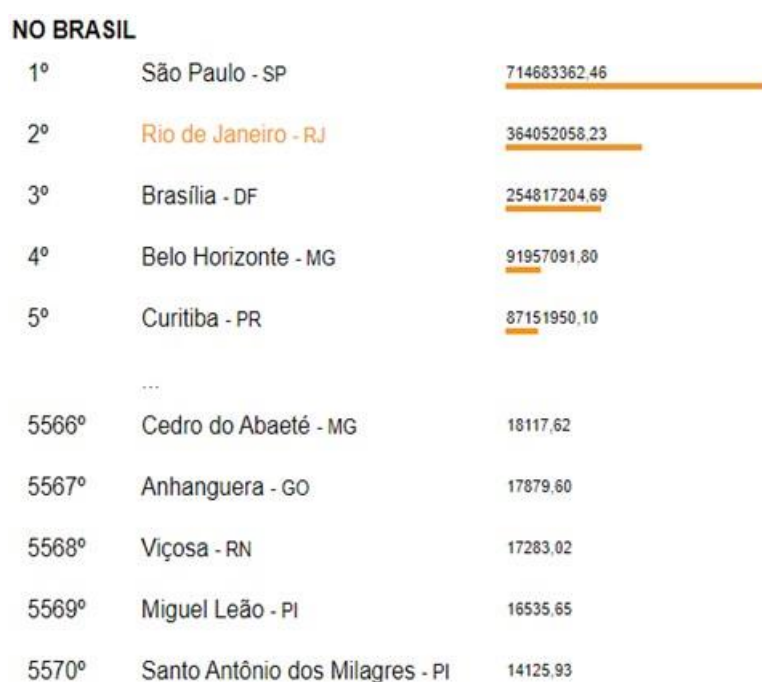 NO BRASIL
1º São Paulo - SP 714683362,46
2º Rio de Janeiro - RJ 364052058,23
3º Brasília - DF 254817204,69
4º Belo Horizonte - MG 91957091,80
5º Curitiba - PR 87151950,10
...
5566º Cedro do Abaeté - MG 18117,62
5567º Anhanguera - GO 17879,60
5568º Viçosa - RN 17283,02
5569º Miguel Leão - PI 16535,65
5570º Santo Antônio dos Milagres - PI 14125,93